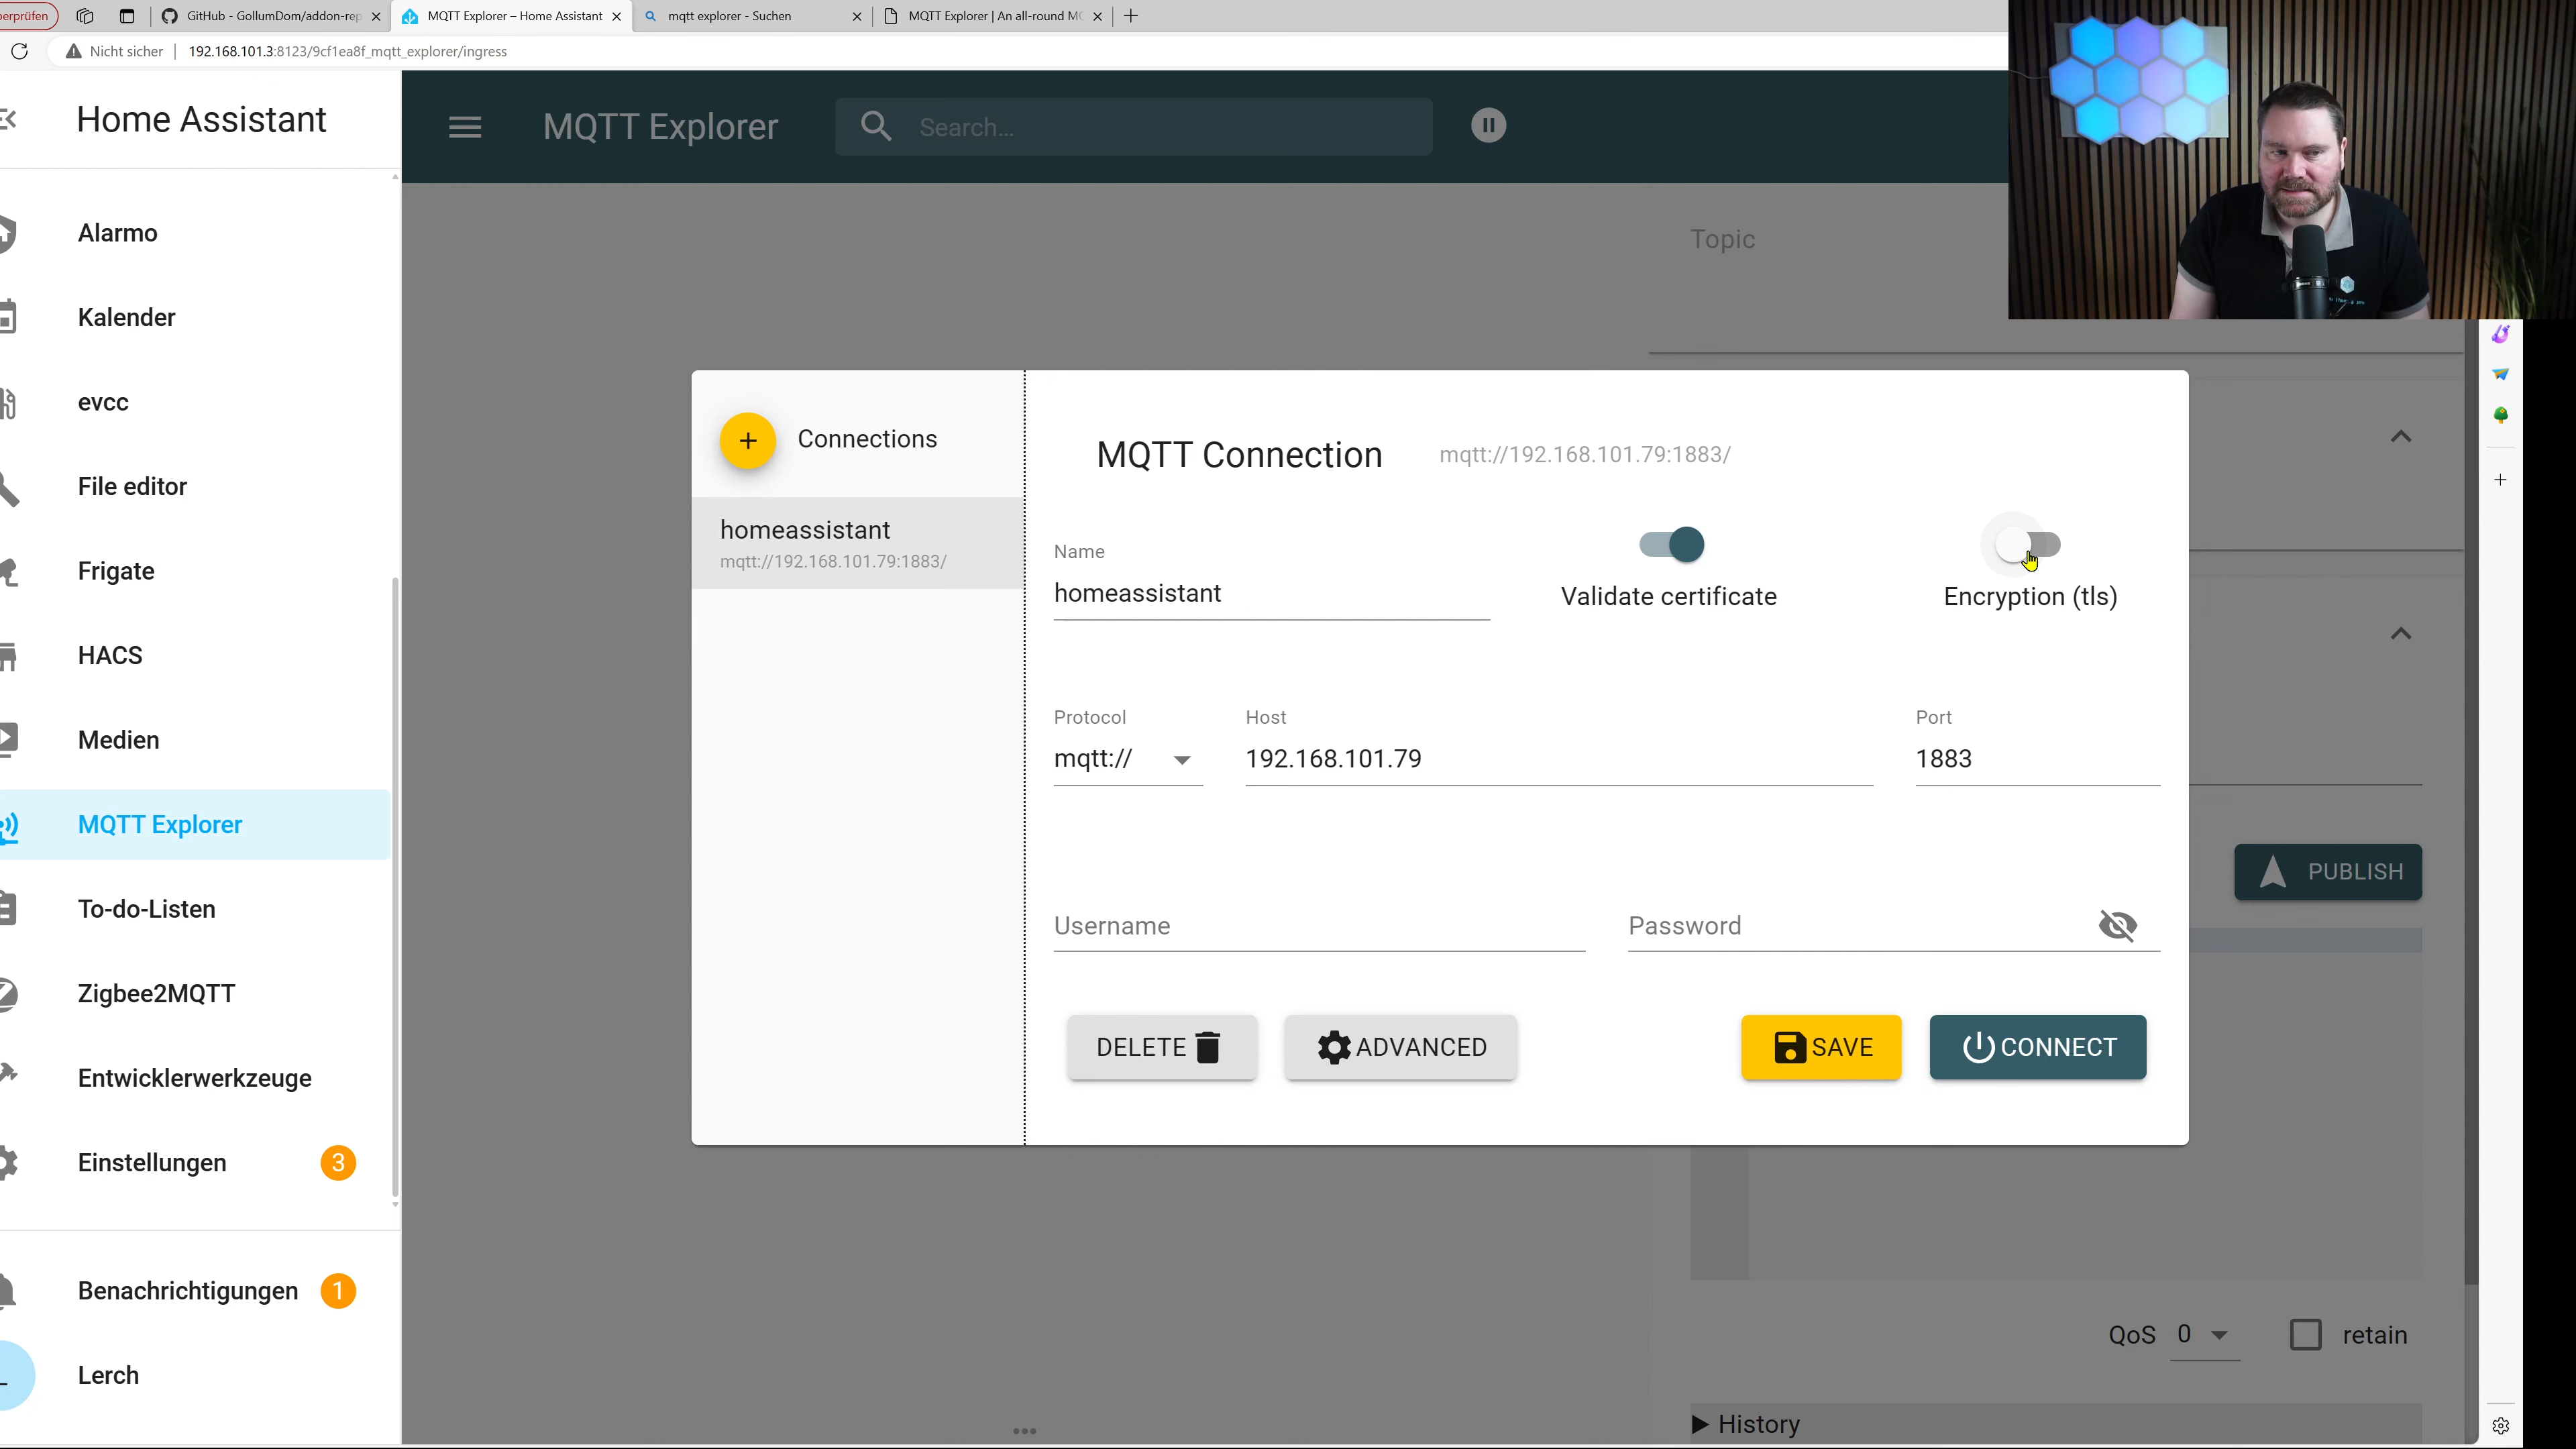 erprüfen
GitHub - GollumDom/addon-rep
MQTT Explorer – Home Assistant
mqtt explorer - Suchen
MQTT Explorer | An all-round MQ
Nicht sicher
192.168.101.3:8123/9cf1ea8f_mqtt_explorer/ingress
Home Assistant
MQTT Explorer
Search...
Alarmo
Kalender
evcc
File editor
Frigate
HACS
Medien
MQTT Explorer
To-do-Listen
Zigbee2MQTT
Entwicklerwerkzeuge
Einstellungen 3
Benachrichtigungen 1
L
Lerch
Topic
Connections
homeassistant
mqtt://192.168.101.79:1883/
MQTT Connection
mqtt://192.168.101.79:1883/
Name
homeassistant
Validate certificate
Encryption (tls)
Protocol
mqtt://
Host
192.168.101.79
Port
1883
Username
Password
DELETE
ADVANCED
SAVE
CONNECT
PUBLISH
QoS 0
retain
History